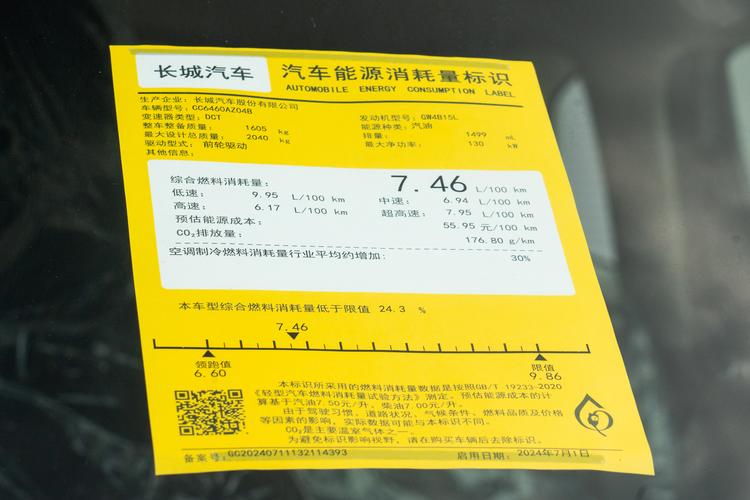 长城汽车 汽车能源消耗量标识
AUTOMOBILE ENERGY CONSUMPTION LABEL
生产企业：长城汽车股份有限公司
车辆型号：CC6460AZ04B
变速器类型：DCT 发动机型号：GW4B15L
整车整备质量： 1605 kg 能源种类：汽油
最大设计总质量： 2040 kg 排量： 1499 mL
驱动型式： 前轮驱动 最大净功率： 130 kW
其他信息：
综合燃料消耗量： 7.46 L/100 km
低速： 9.95 L/100 km 中速： 6.94 L/100 km
高速： 6.17 L/100 km 超高速： 7.95 L/100 km
预估能源成本： 55.95 元/100 km
CO₂排放量： 176.80 g/km
空调制冷燃料消耗量行业平均约增加： 30%
本车型综合燃料消耗量低于限值 24.3 %
7.46
领跑值 限值
6.60 9.86
本标识所采用的燃料消耗量数据是按照GB/T 19233-2020
《轻型汽车燃料消耗量试验方法》测定。预估能源成本的计
算基于汽油7.50元/升，柴油7.00元/升。
由于驾驶习惯、道路状况、气候条件、燃料品质及价格
等因素的影响，实际数据可能与本标识不同。
CO₂是主要温室气体之一。
为避免标识影响视野，请在购买车辆后去除标识。
备案号：GG20240711132114393 启用日期： 2024年7月1日